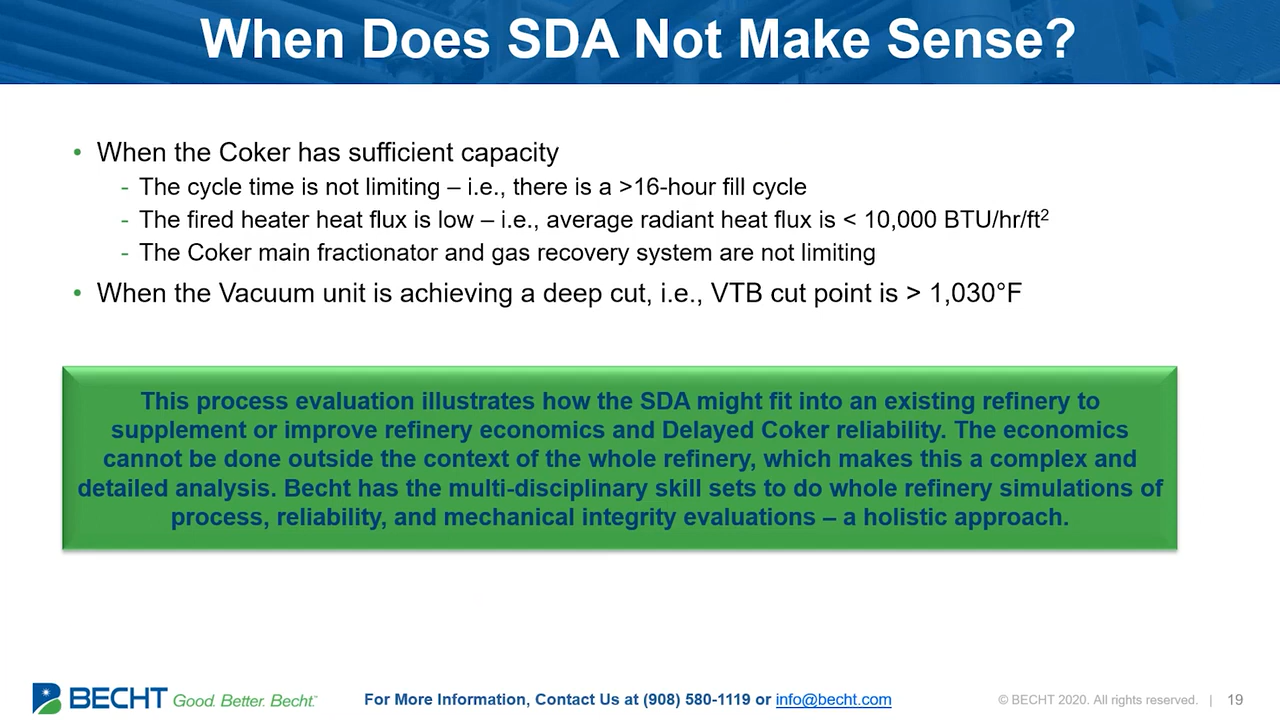 When Does SDA Not Make Sense?
• When the Coker has sufficient capacity
- The cycle time is not limiting – i.e., there is a >16-hour fill cycle
- The fired heater heat flux is low – i.e., average radiant heat flux is < 10,000 BTU/hr/ft²
- The Coker main fractionator and gas recovery system are not limiting
• When the Vacuum unit is achieving a deep cut, i.e., VTB cut point is > 1,030°F
This process evaluation illustrates how the SDA might fit into an existing refinery to
supplement or improve refinery economics and Delayed Coker reliability. The economics
cannot be done outside the context of the whole refinery, which makes this a complex and
detailed analysis. Becht has the multi-disciplinary skill sets to do whole refinery simulations of
process, reliability, and mechanical integrity evaluations – a holistic approach.
BECHT Good. Better. Becht.™
For More Information, Contact Us at (908) 580-1119 or info@becht.com
© BECHT 2020. All rights reserved. | 19